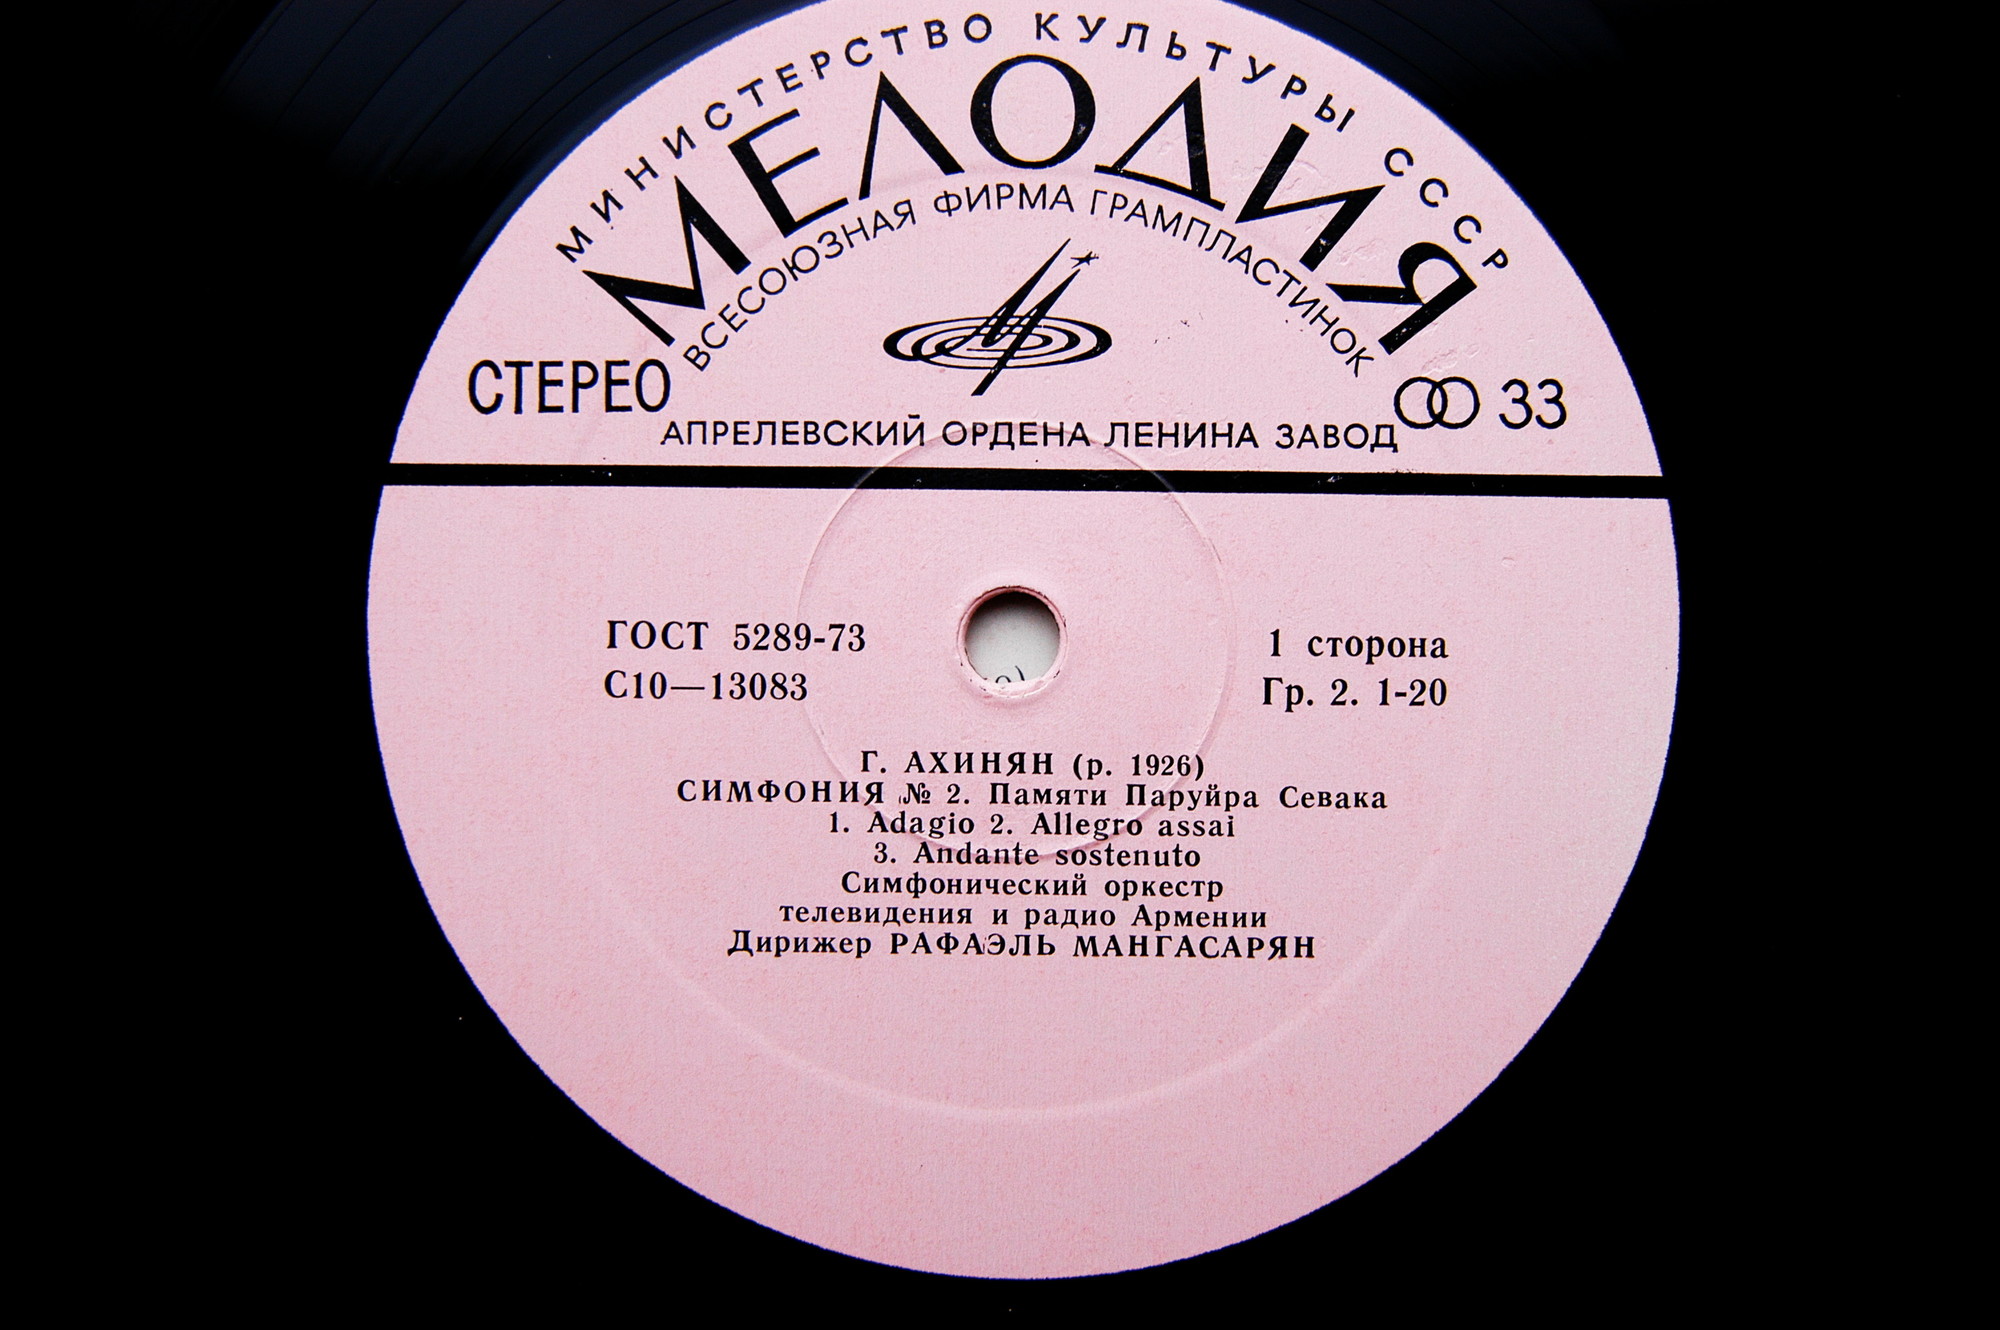 МИНИСТЕРСТВО КУЛЬТУРЫ СССР
МЕЛОДИЯ
ВСЕСОЮЗНАЯ ФИРМА ГРАМПЛАСТИНОК
СТЕРЕО
33
АПРЕЛЕВСКИЙ ОРДЕНА ЛЕНИНА ЗАВОД
ГОСТ 5289-73
1 сторона
С10—13083
Гр. 2. 1-20
Г. АХИНЯН (р. 1926)
СИМФОНИЯ № 2. Памяти Паруйра Севака
1. Adagio 2. Allegro assai
3. Andante sostenuto
Симфонический оркестр
телевидения и радио Армении
Дирижер РАФАЭЛЬ МАНГАСАРЯН